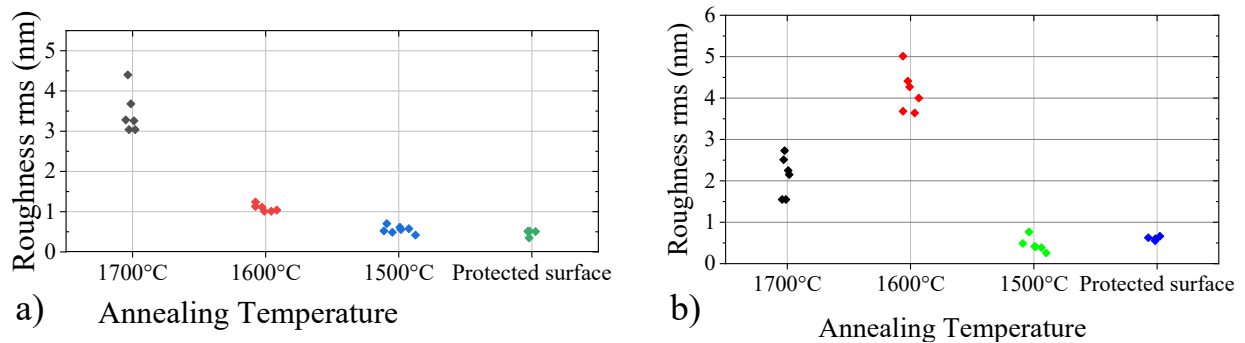 Roughness rms (nm)
5
4
3
2
1
0
1700°C 1600°C 1500°C Protected surface
a) Annealing Temperature
Roughness rms (nm)
6
5
4
3
2
1
0
1700°C 1600°C 1500°C Protected surface
b) Annealing Temperature